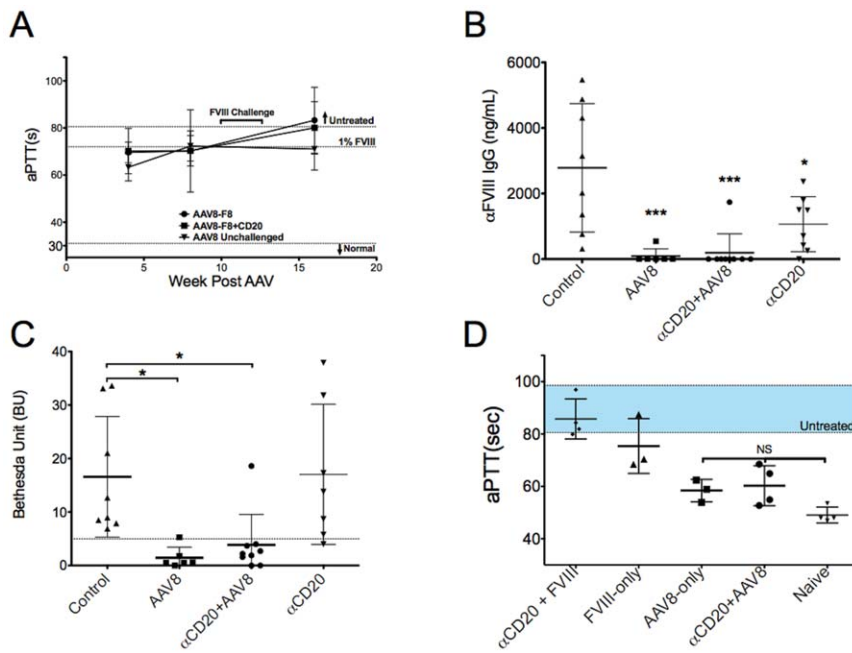 A
aPTT(s)
100
80
60
40
30
FVIII Challenge
Untreated
1% FVIII
AAV8-F8
AAV8-F8+CD20
AAV8 Unchallenged
Normal
0
5
10
15
20
Week Post AAV
B
αFVIII IgG (ng/mL)
6000
4000
2000
0
***
***
*
Control
AAV8
αCD20+AAV8
αCD20
C
Bethesda Unit (BU)
40
30
20
10
0
*
*
Control
AAV8
αCD20+AAV8
αCD20
D
aPTT(sec)
100
80
60
40
Untreated
NS
αCD20 + FVIII
FVIII-only
AAV8-only
αCD20+AAV8
Naive